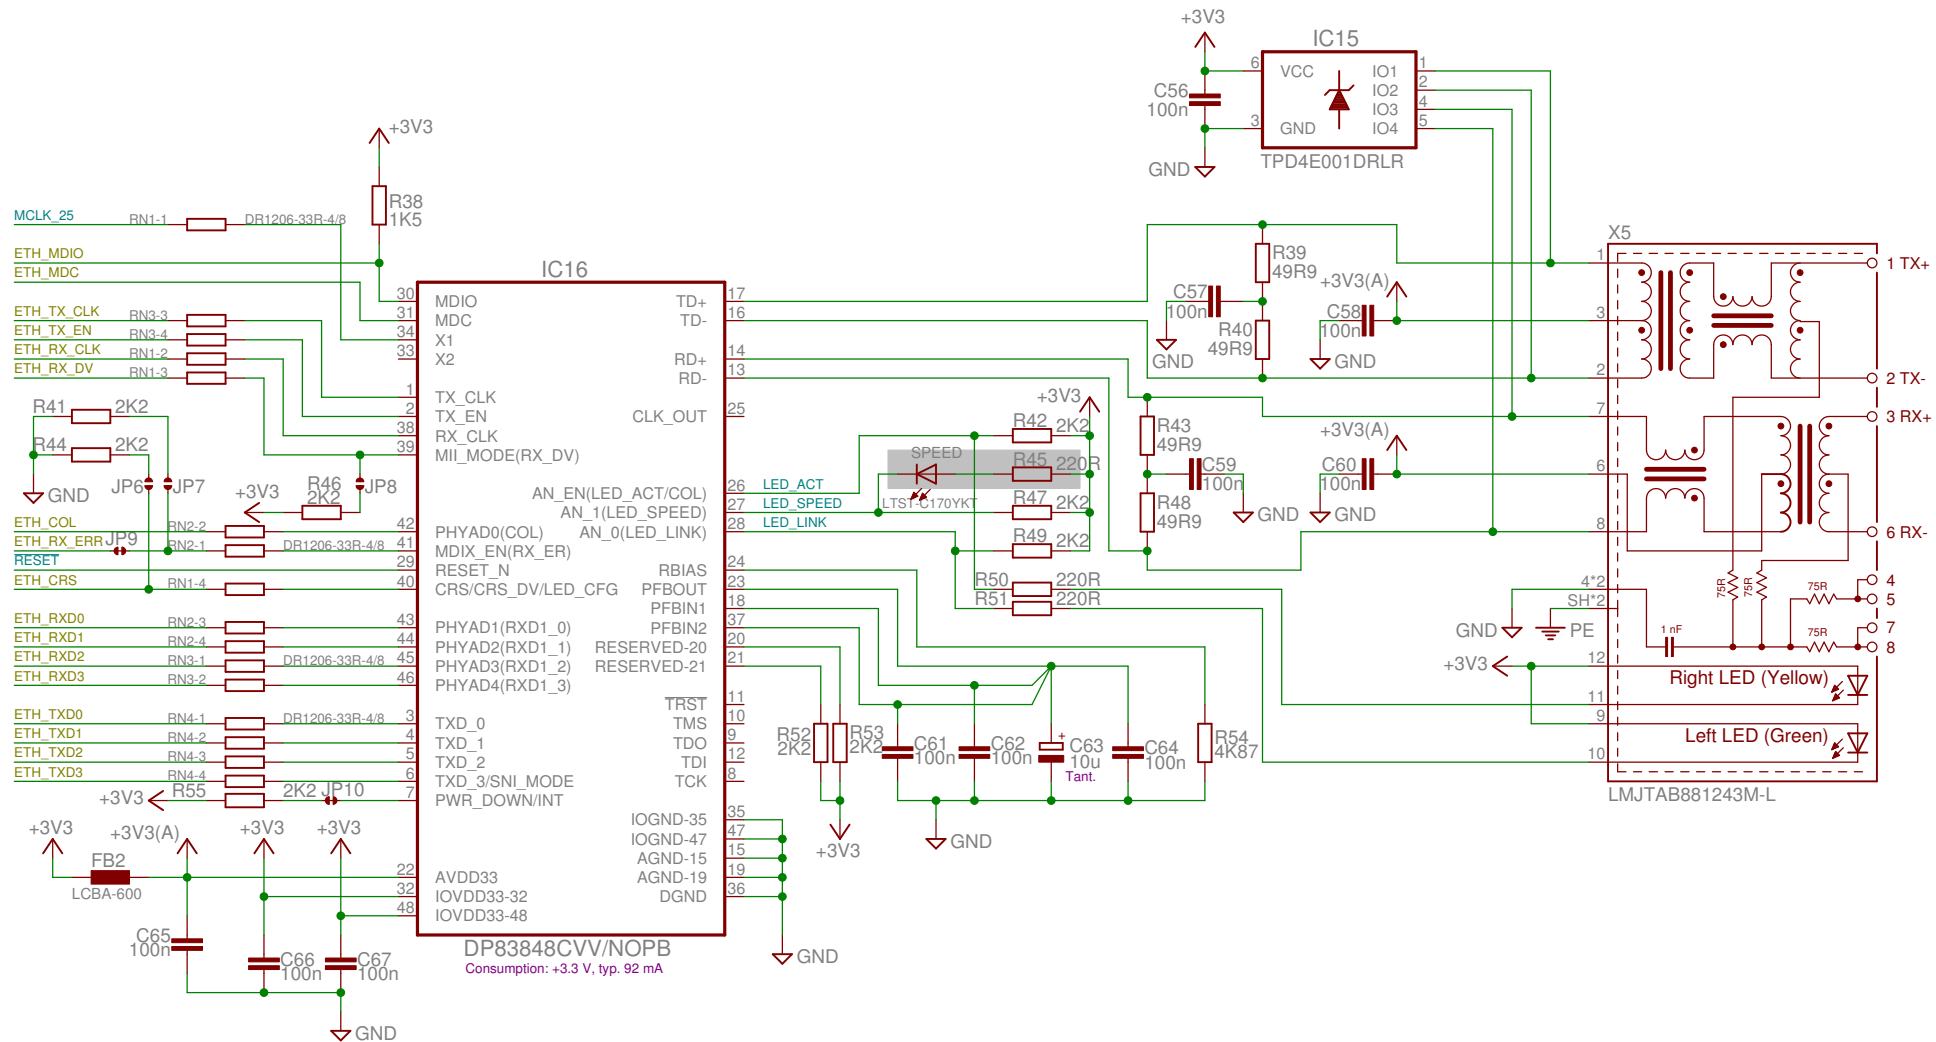 +3V3
IC15
6 VCC IO1 1
IO2 2
IO3 4
3 GND IO4 5
C56
100n
GND
TPD4E001DRLR
+3V3
R38
1K5
MCLK_25
RN1-1
DR1206-33R-4/8
ETH_MDIO
ETH_MDC
ETH_TX_CLK
RN3-3
ETH_TX_EN
RN3-4
ETH_RX_CLK
RN1-2
ETH_RX_DV
RN1-3
R41
2K2
R44
2K2
GND
JP6
JP7
+3V3
R46
2K2
JP8
ETH_COL
RN2-2
ETH_RX_ERR
JP9
RN2-1
DR1206-33R-4/8
RESET
ETH_CRS
RN1-4
ETH_RXD0
RN2-3
ETH_RXD1
RN2-4
ETH_RXD2
RN3-1
DR1206-33R-4/8
ETH_RXD3
RN3-2
ETH_TXD0
RN4-1
DR1206-33R-4/8
ETH_TXD1
RN4-2
ETH_TXD2
RN4-3
ETH_TXD3
RN4-4
+3V3
R55
2K2
JP10
+3V3
+3V3(A)
+3V3
+3V3
FB2
LCBA-600
C65
100n
C66
100n
C67
100n
GND
IC16
30 MDIO
31 MDC
34 X1
33 X2
1 TX_CLK
2 TX_EN
38 RX_CLK
39 MII_MODE(RX_DV)
42 PHYAD0(COL)
41 MDIX_EN(RX_ER)
29 RESET_N
40 CRS/CRS_DV/LED_CFG
43 PHYAD1(RXD1_0)
44 PHYAD2(RXD1_1)
45 PHYAD3(RXD1_2)
46 PHYAD4(RXD1_3)
3 TXD_0
4 TXD_1
5 TXD_2
6 TXD_3/SNI_MODE
7 PWR_DOWN/INT
22 AVDD33
32 IOVDD33-32
48 IOVDD33-48
TD+ 17
TD- 16
RD+ 14
RD- 13
CLK_OUT 25
AN_EN(LED_ACT/COL) 26
AN_1(LED_SPEED) 27
AN_0(LED_LINK) 28
RBIAS 24
PFBOUT 23
PFBIN1 18
PFBIN2 37
RESERVED-20 20
RESERVED-21 21
TRST 11
TMS 10
TDO 9
TDI 12
TCK 8
IOGND-35 35
IOGND-47 47
AGND-15 15
AGND-19 19
DGND 36
DP83848CVV/NOPB
Consumption: +3.3 V, typ. 92 mA
LED_ACT
LED_SPEED
LED_LINK
+3V3
R42
2K2
SPEED
R45
220R
LTST-C170YKT
R47
2K2
R49
2K2
R50
220R
R51
220R
R39
49R9
C57
100n
R40
49R9
GND
+3V3(A)
C58
100n
GND
R43
49R9
C59
100n
R48
49R9
GND
+3V3(A)
C60
100n
GND
R52
2K2
R53
2K2
+3V3
C61
100n
C62
100n
+
C63
10u
Tant.
C64
100n
R54
4K87
GND
GND
X5
1
3
2
7
6
8
4*2
SH*2
12
11
9
10
GND
PE
+3V3
1 TX+
2 TX-
3 RX+
6 RX-
4
5
7
8
75R
75R
75R
75R
1 nF
Right LED (Yellow)
Left LED (Green)
LMJTAB881243M-L